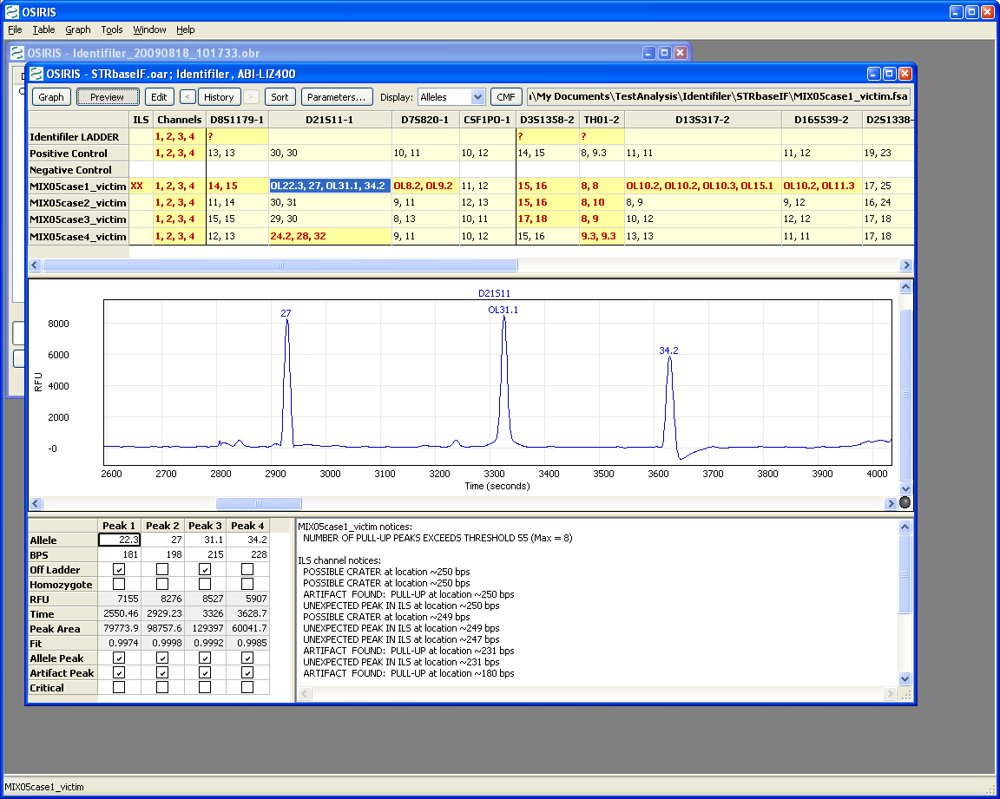 OSIRIS
File Table Graph Tools Window Help
OSIRIS - Identifiler_20090818_101733.obr
OSIRIS - STRbaseIF.oar; Identifiler, ABI-LIZ400
Graph Preview Edit < History > Sort Parameters... Display: Alleles CMF \My Documents\TestAnalysis\Identifiler\STRbaseIF\MIX05case1_victim.fsa
ILS Channels D8S1179-1 D21S11-1 D7S820-1 CSF1PO-1 D3S1358-2 TH01-2 D13S317-2 D16S539-2 D2S1338-
Identifiler LADDER 1, 2, 3, 4 ? ? ?
Positive Control 1, 2, 3, 4 13, 13 30, 30 10, 11 10, 12 14, 15 8, 9.3 11, 11 11, 12 19, 23
Negative Control
MIX05case1_victim XX 1, 2, 3, 4 14, 15 OL22.3, 27, OL31.1, 34.2 OL8.2, OL9.2 11, 12 15, 16 8, 8 OL10.2, OL10.2, OL10.3, OL15.1 OL10.2, OL11.3 17, 25
MIX05case2_victim 1, 2, 3, 4 11, 14 30, 31 9, 11 12, 13 15, 16 8, 10 8, 9 9, 12 16, 24
MIX05case3_victim 1, 2, 3, 4 15, 15 29, 30 8, 13 10, 11 17, 18 8, 9 10, 12 12, 12 17, 18
MIX05case4_victim 1, 2, 3, 4 12, 13 24.2, 28, 32 9, 11 10, 12 15, 16 9.3, 9.3 13, 13 11, 11 17, 18
D21S11
27 OL31.1 34.2
8000
6000
RFU
4000
2000
-0
2600 2700 2800 2900 3000 3100 3200 3300 3400 3500 3600 3700 3800 3900 4000
Time (seconds)
Peak 1 Peak 2 Peak 3 Peak 4
Allele 22.3 27 31.1 34.2
BPS 181 198 215 228
Off Ladder
Homozygote
RFU 7155 8276 8527 5907
Time 2550.46 2929.23 3326 3628.7
Peak Area 79773.9 98757.6 129397 60041.7
Fit 0.9974 0.9998 0.9992 0.9985
Allele Peak
Artifact Peak
Critical
MIX05case1_victim notices:
NUMBER OF PULL-UP PEAKS EXCEEDS THRESHOLD 55 (Max = 8)
ILS channel notices:
POSSIBLE CRATER at location ~250 bps
POSSIBLE CRATER at location ~250 bps
ARTIFACT FOUND: PULL-UP at location ~250 bps
UNEXPECTED PEAK IN ILS at location ~250 bps
POSSIBLE CRATER at location ~249 bps
UNEXPECTED PEAK IN ILS at location ~249 bps
UNEXPECTED PEAK IN ILS at location ~247 bps
ARTIFACT FOUND: PULL-UP at location ~231 bps
UNEXPECTED PEAK IN ILS at location ~231 bps
ARTIFACT FOUND: PULL-UP at location ~180 bps
MIX05case1_victim